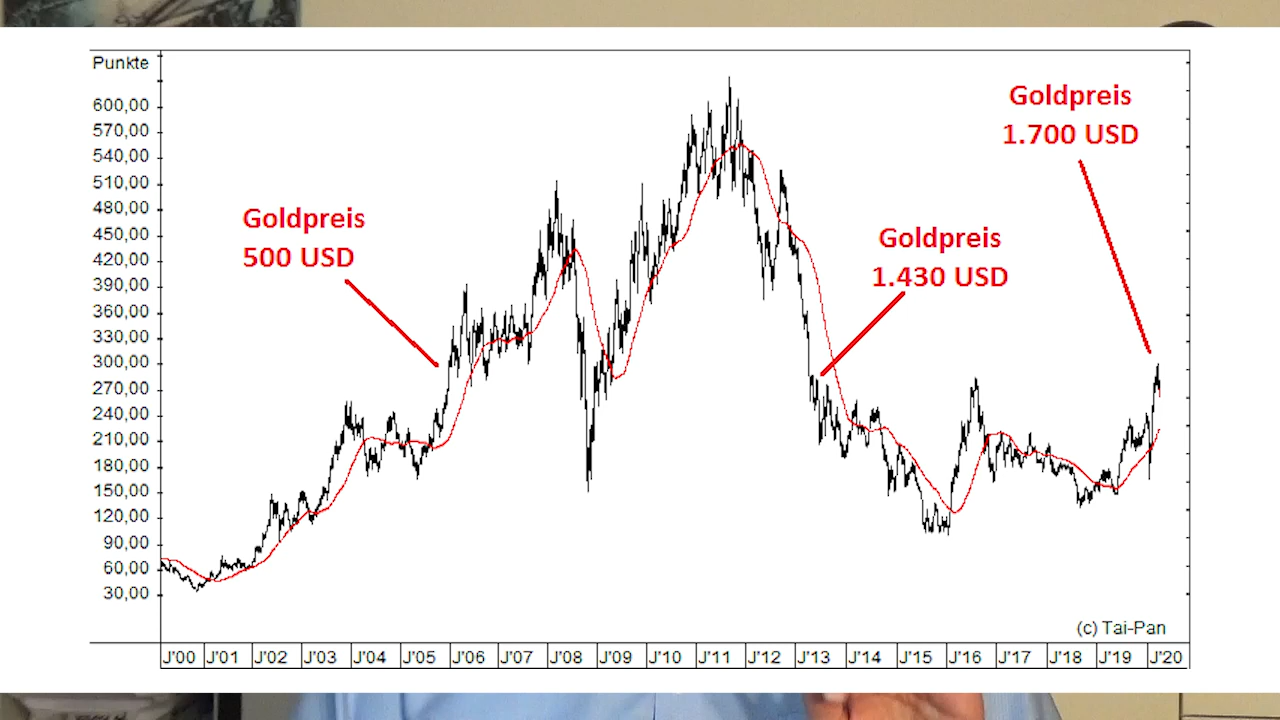 Punkte
600,00
570,00
540,00
510,00
480,00
450,00
420,00
390,00
360,00
330,00
300,00
270,00
240,00
210,00
180,00
150,00
120,00
90,00
60,00
30,00
Goldpreis
500 USD
Goldpreis
1.430 USD
Goldpreis
1.700 USD
(c) Tai-Pan
J'00 J'01 J'02 J'03 J'04 J'05 J'06 J'07 J'08 J'09 J'10 J'11 J'12 J'13 J'14 J'15 J'16 J'17 J'18 J'19 J'20